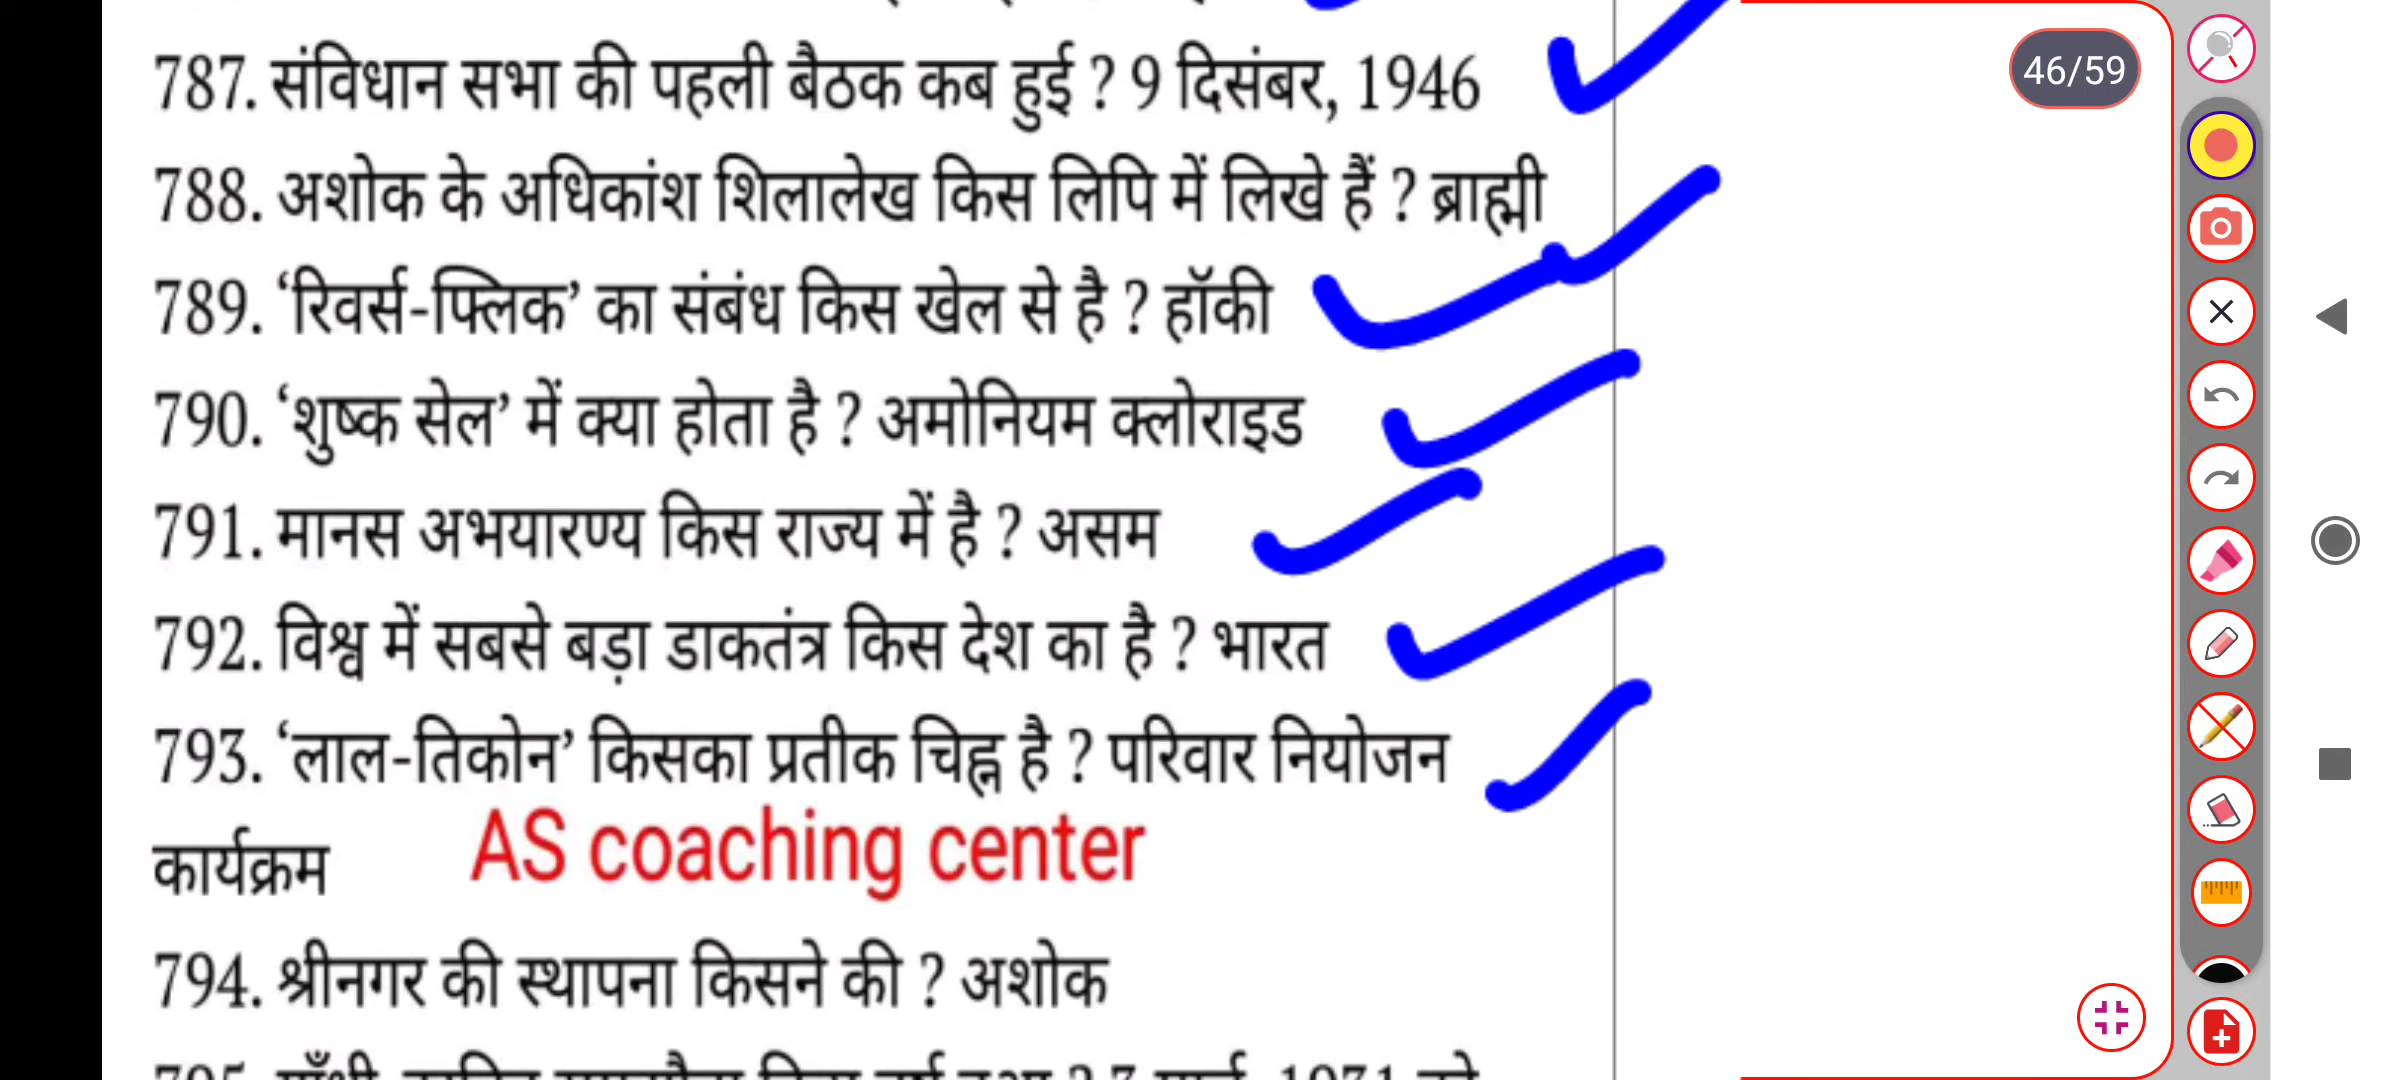 46/59
787. संविधान सभा की पहली बैठक कब हुई ? 9 दिसंबर, 1946
788. अशोक के अधिकांश शिलालेख किस लिपि में लिखे हैं ? ब्राह्मी
789. ‘रिवर्स-फ्लिक’ का संबंध किस खेल से है ? हॉकी
790. ‘शुष्क सेल’ में क्या होता है ? अमोनियम क्लोराइड
791. मानस अभयारण्य किस राज्य में है ? असम
792. विश्व में सबसे बड़ा डाकतंत्र किस देश का है ? भारत
793. ‘लाल-तिकोन’ किसका प्रतीक चिह्न है ? परिवार नियोजन
कार्यक्रम AS coaching center
794. श्रीनगर की स्थापना किसने की ? अशोक